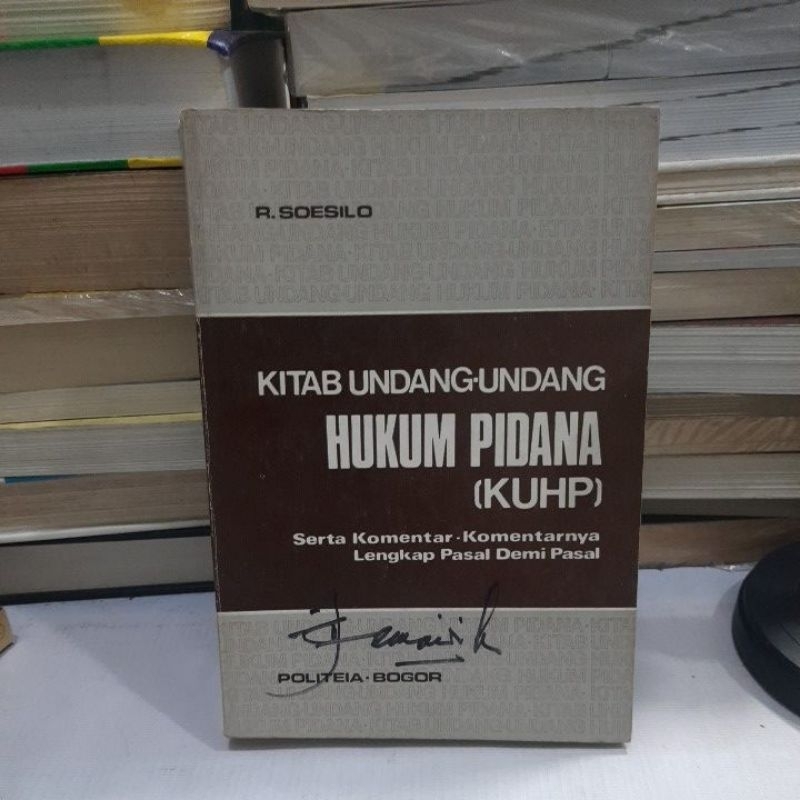 R. SOESILO
KITAB UNDANG-UNDANG
HUKUM PIDANA
(KUHP)
Serta Komentar-Komentarnya
Lengkap Pasal Demi Pasal
POLITEIA - BOGOR